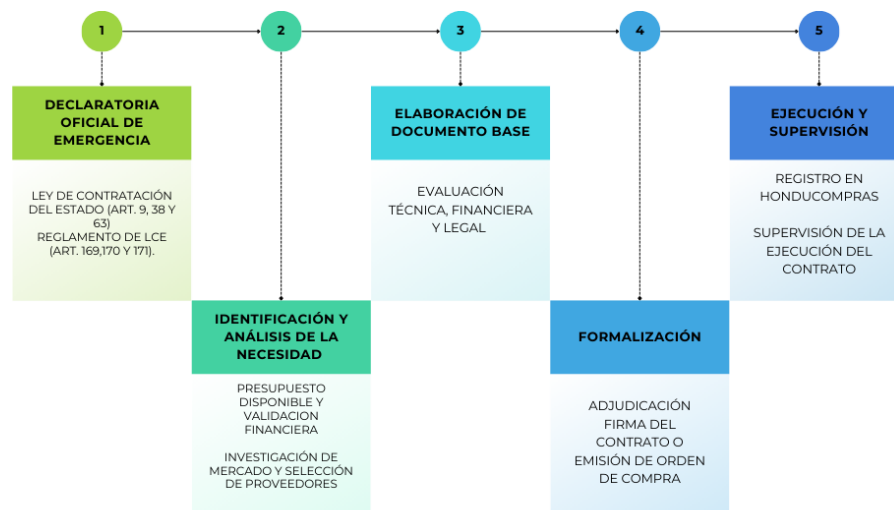 1
DECLARATORIA
OFICIAL DE
EMERGENCIA
LEY DE CONTRATACIÓN
DEL ESTADO (ART. 9, 38 Y
63)
REGLAMENTO DE LCE
(ART. 169,170 Y 171).
2
IDENTIFICACIÓN Y
ANÁLISIS DE LA
NECESIDAD
PRESUPUESTO
DISPONIBLE Y
VALIDACION
FINANCIERA
INVESTIGACIÓN DE
MERCADO Y SELECCIÓN
DE PROVEEDORES
3
ELABORACIÓN DE
DOCUMENTO BASE
EVALUACIÓN
TÉCNICA, FINANCIERA
Y LEGAL
4
FORMALIZACIÓN
ADJUDICACIÓN
FIRMA DEL
CONTRATO O
EMISIÓN DE ORDEN
DE COMPRA
5
EJECUCIÓN Y
SUPERVISIÓN
REGISTRO EN
HONDUCOMPRAS
SUPERVISIÓN DE LA
EJECUCIÓN DEL
CONTRATO